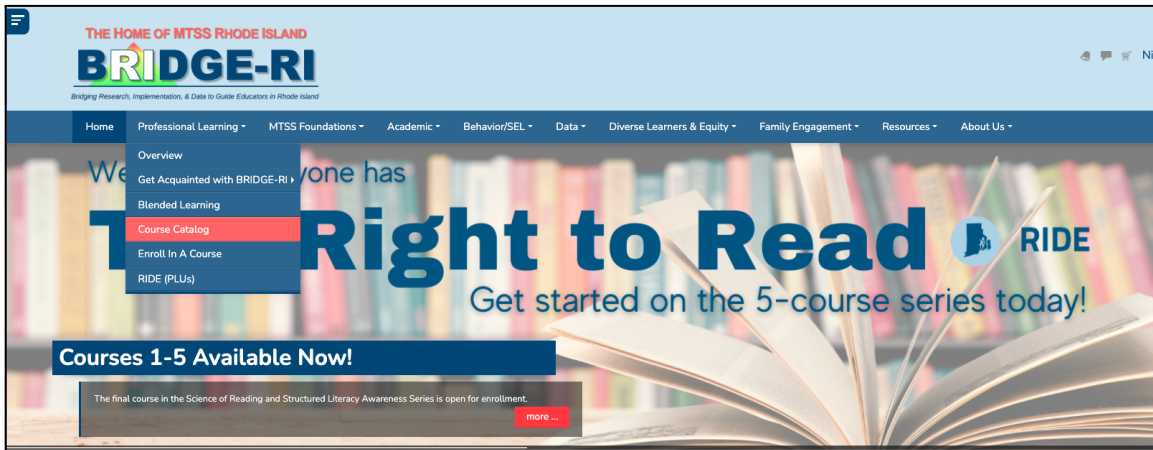 THE HOME OF MTSS RHODE ISLAND
BRIDGE-RI
Bridging Research, Implementation, & Data to Guide Educators in Rhode Island
Home Professional Learning MTSS Foundations Academic Behavior/SEL Data Diverse Learners & Equity Family Engagement Resources About Us
Overview
Get Acquainted with BRIDGE-RI
Blended Learning
Course Catalog
Enroll In A Course
RIDE (PLUs)
has
Right to Read
RIDE
Get started on the 5-course series today!
Courses 1-5 Available Now!
The final course in the Science of Reading and Structured Literacy Awareness Series is open for enrollment.
more ...